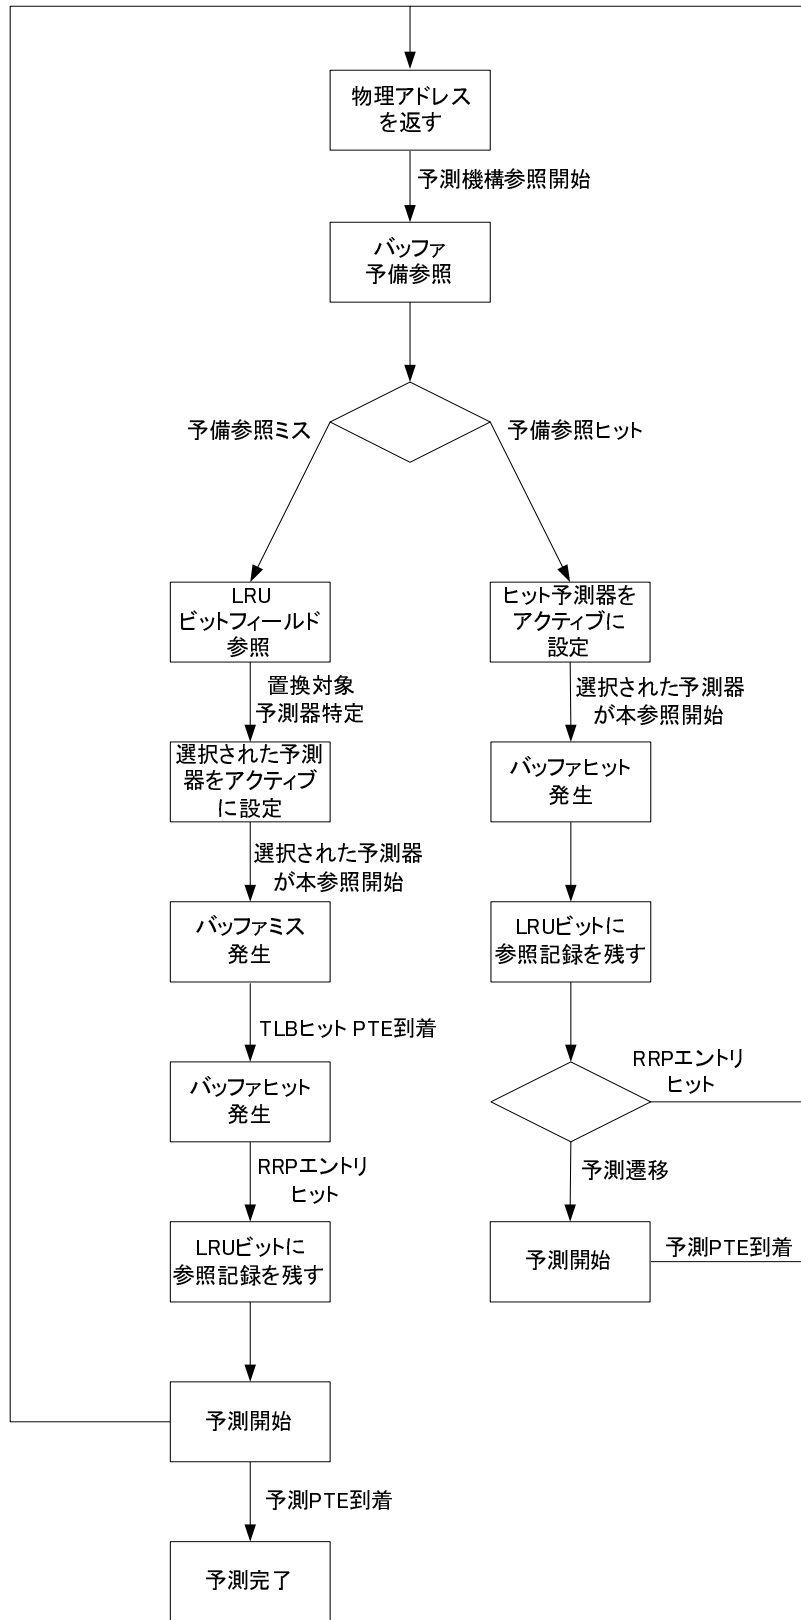 物理アドレス
を返す
予測機構参照開始
バッファ
予備参照
予備参照ミス
予備参照ヒット
LRU
ビットフィールド
参照
ヒット予測器を
アクティブに
設定
置換対象
予測器特定
選択された予測器
が本参照開始
選択された予測
器をアクティブ
に設定
バッファヒット
発生
選択された予測器
が本参照開始
バッファミス
発生
LRUビットに
参照記録を残す
TLBヒット PTE到着
RRPエントリ
ヒット
バッファヒット
発生
RRPエントリ
ヒット
予測遷移
LRUビットに
参照記録を残す
予測開始
予測PTE到着
予測開始
予測PTE到着
予測完了